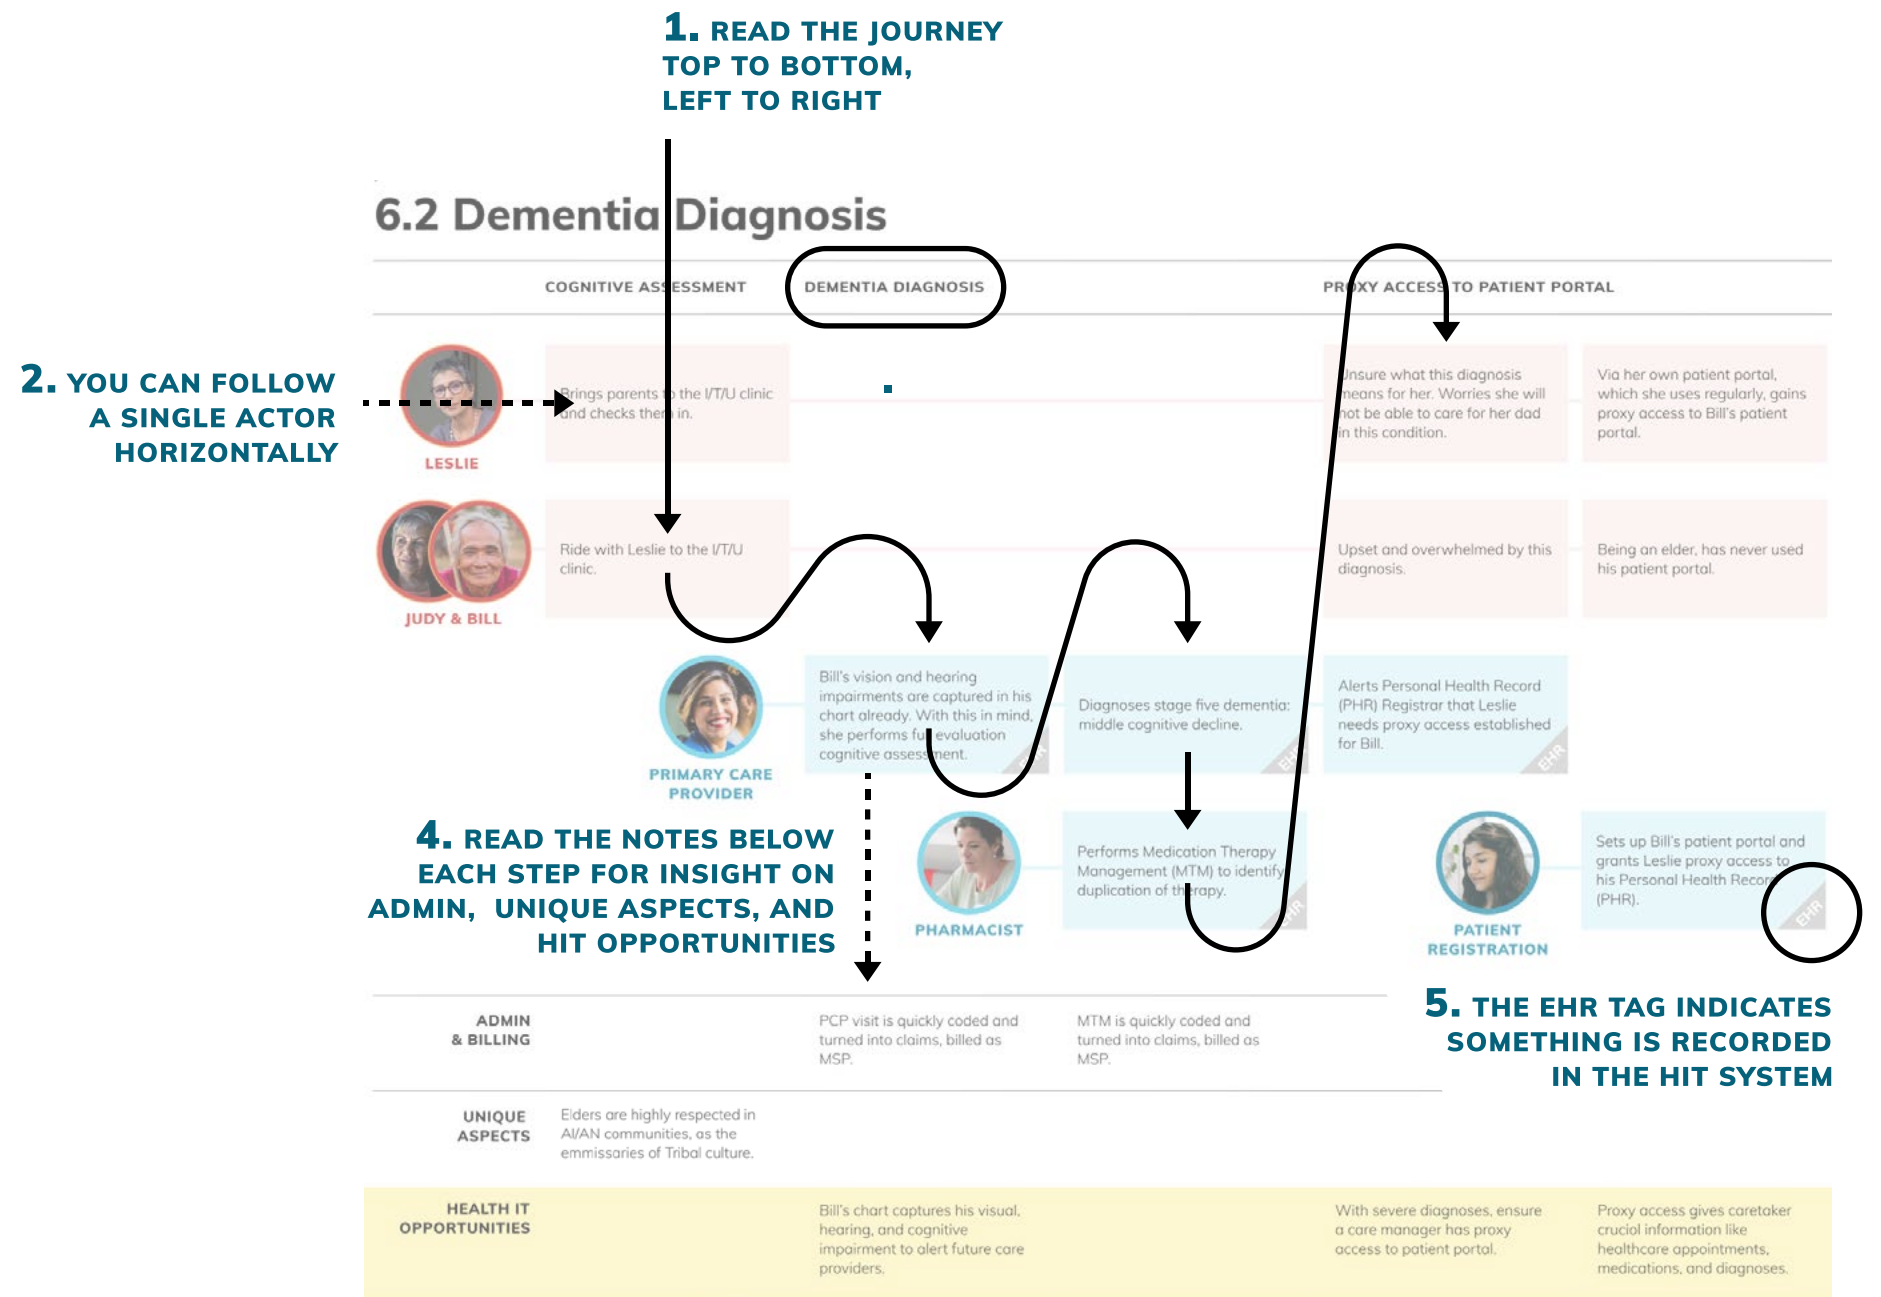 1. READ THE JOURNEY
TOP TO BOTTOM,
LEFT TO RIGHT
6.2 Dementia Diagnosis
COGNITIVE ASSESSMENT
DEMENTIA DIAGNOSIS
PROXY ACCESS TO PATIENT PORTAL
2. YOU CAN FOLLOW
A SINGLE ACTOR
HORIZONTALLY
LESLIE
Brings parents to the I/T/U clinic
and checks them in.
Unsure what this diagnosis
means for her. Worries she will
not be able to care for her dad
in this condition.
Via her own patient portal,
which she uses regularly, gains
proxy access to Bill's patient
portal.
JUDY & BILL
Ride with Leslie to the I/T/U
clinic.
Upset and overwhelmed by this
diagnosis.
Being an elder, has never used
his patient portal.
PRIMARY CARE
PROVIDER
Bill's vision and hearing
impairments are captured in his
chart already. With this in mind,
she performs full evaluation
cognitive assessment.
EHR
Diagnoses stage five dementia:
middle cognitive decline.
EHR
Alerts Personal Health Record
(PHR) Registrar that Leslie
needs proxy access established
for Bill.
EHR
4. READ THE NOTES BELOW
EACH STEP FOR INSIGHT ON
ADMIN, UNIQUE ASPECTS, AND
HIT OPPORTUNITIES
PHARMACIST
Performs Medication Therapy
Management (MTM) to identify
duplication of therapy.
EHR
PATIENT
REGISTRATION
Sets up Bill's patient portal and
grants Leslie proxy access to
his Personal Health Record
(PHR).
EHR
5. THE EHR TAG INDICATES
SOMETHING IS RECORDED
IN THE HIT SYSTEM
ADMIN
& BILLING
PCP visit is quickly coded and
turned into claims, billed as
MSP.
MTM is quickly coded and
turned into claims, billed as
MSP.
UNIQUE
ASPECTS
Elders are highly respected in
AI/AN communities, as the
emmissaries of Tribal culture.
HEALTH IT
OPPORTUNITIES
Bill's chart captures his visual,
hearing, and cognitive
impairment to alert future care
providers.
With severe diagnoses, ensure
a care manager has proxy
access to patient portal.
Proxy access gives caretaker
crucial information like
healthcare appointments,
medications, and diagnoses.